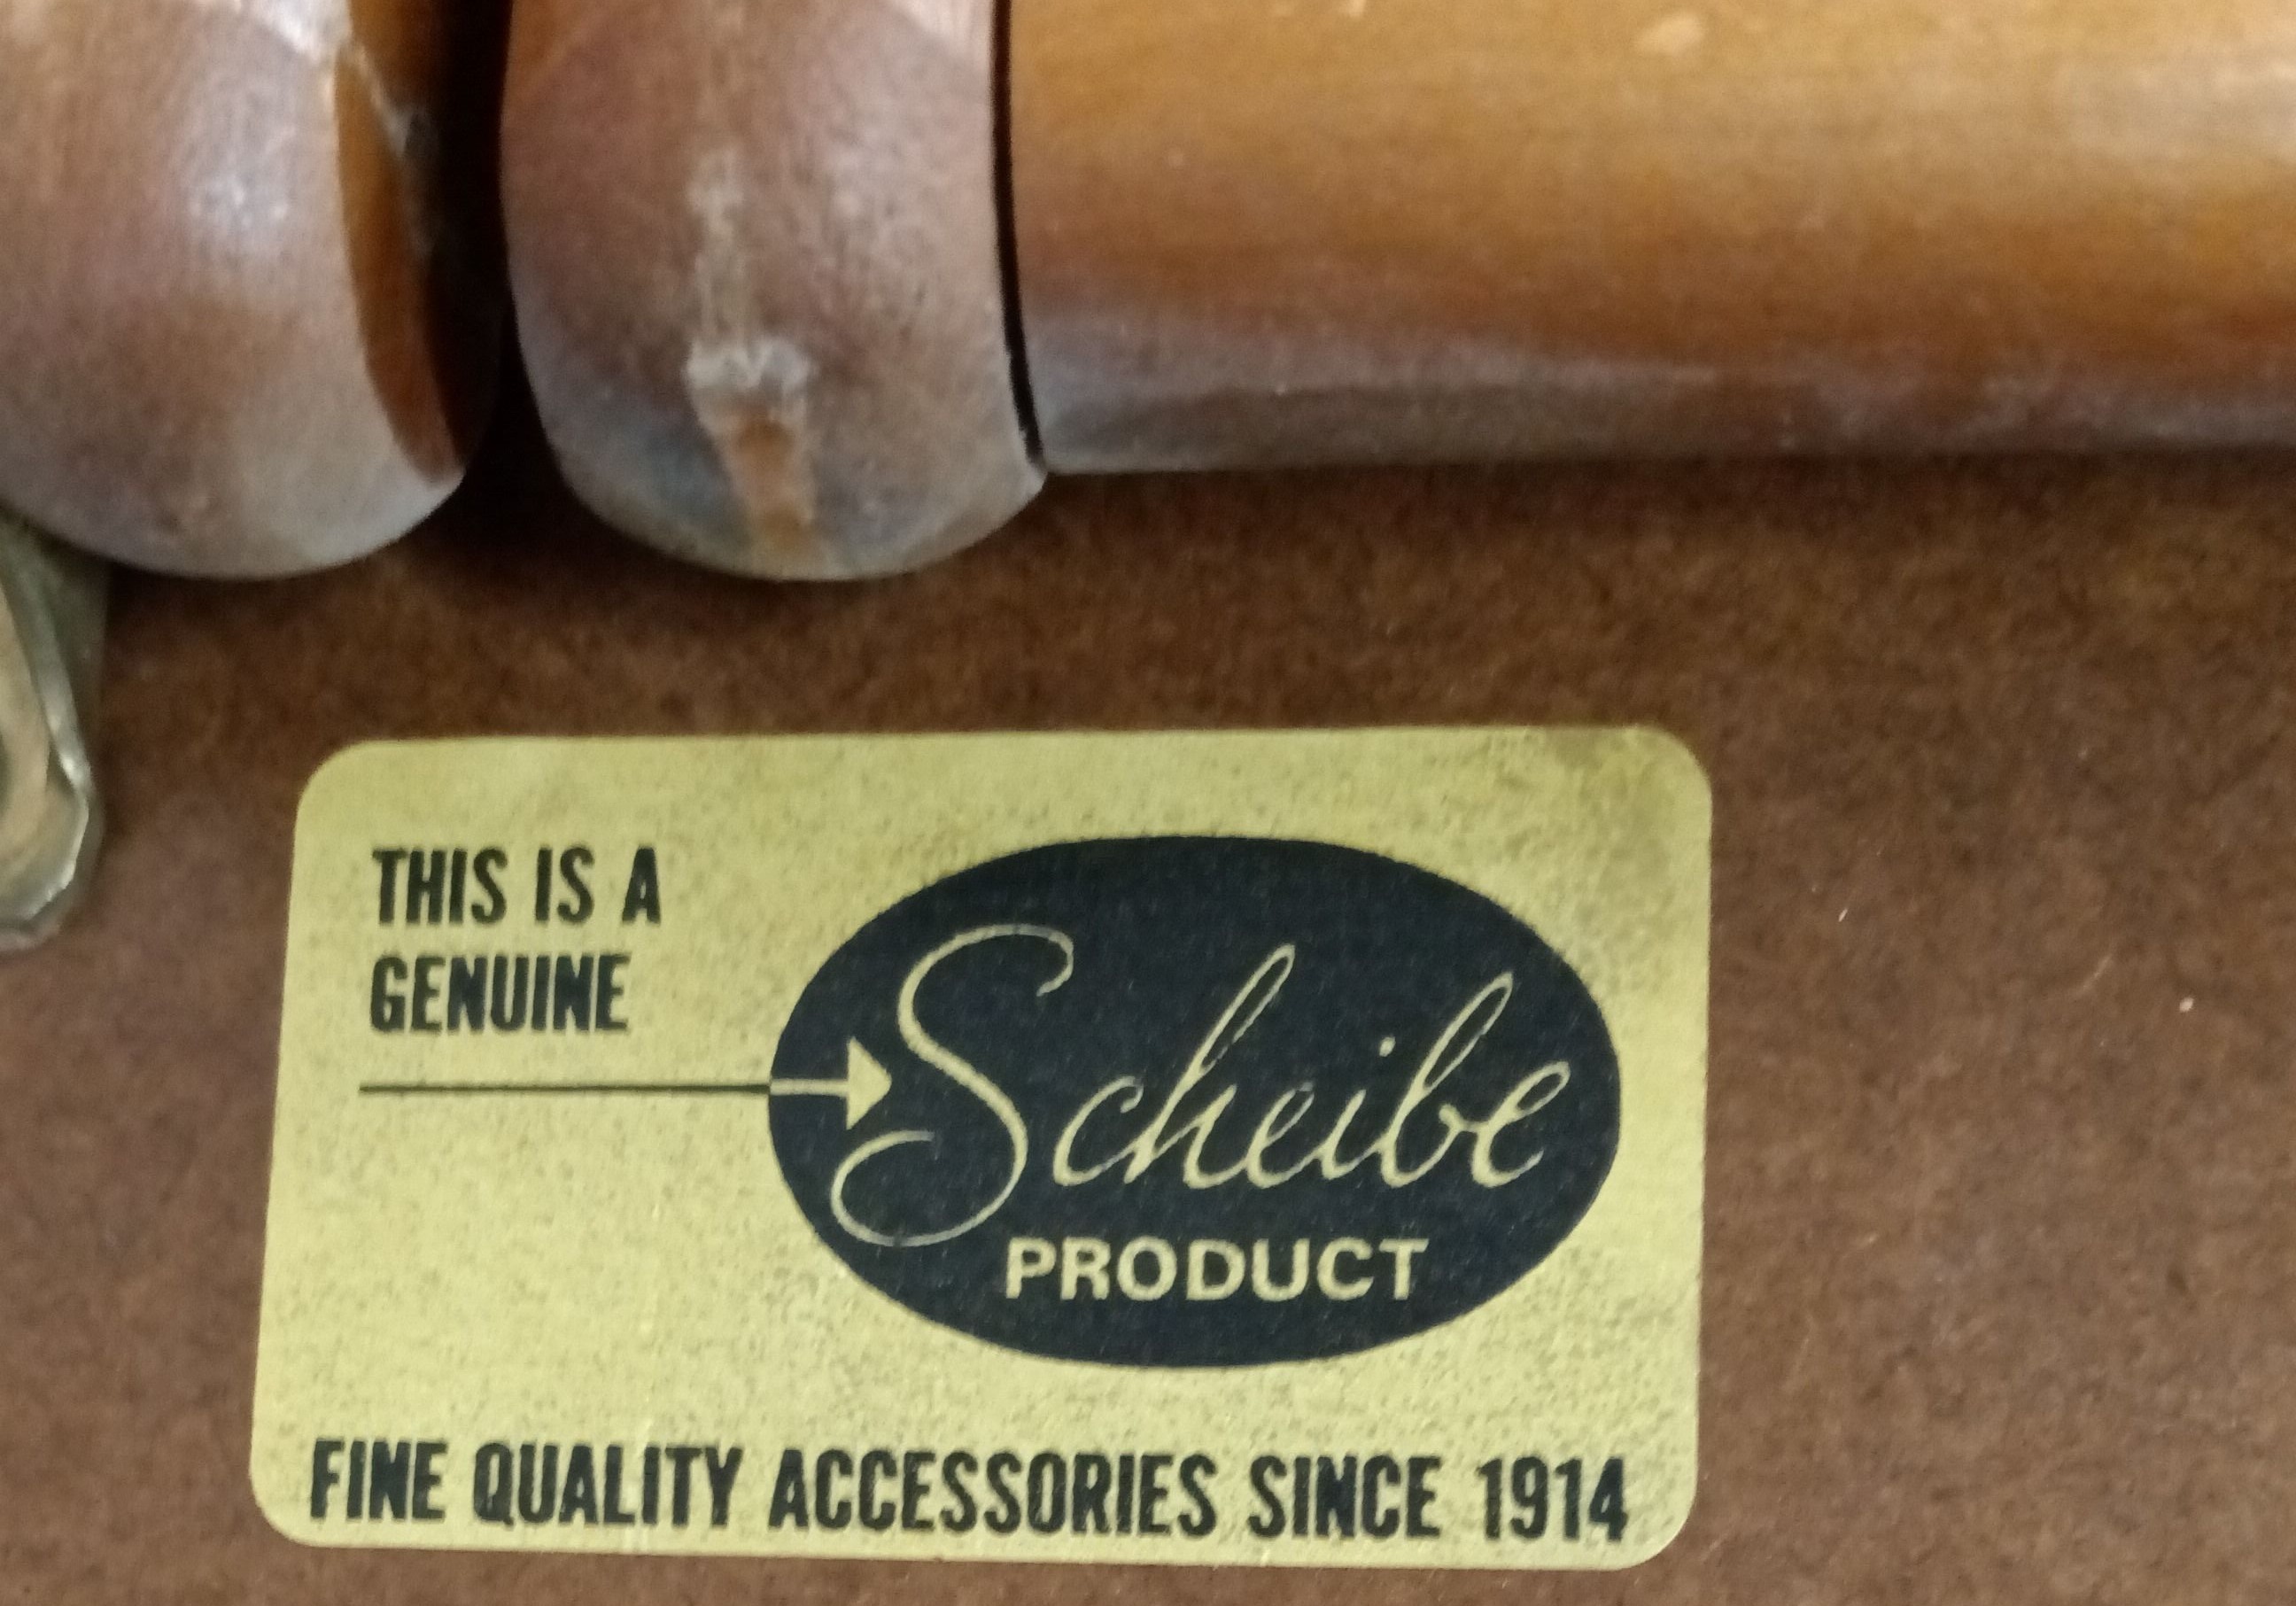 THIS IS A
GENUINE
Scheibe
PRODUCT
FINE QUALITY ACCESSORIES SINCE 1914